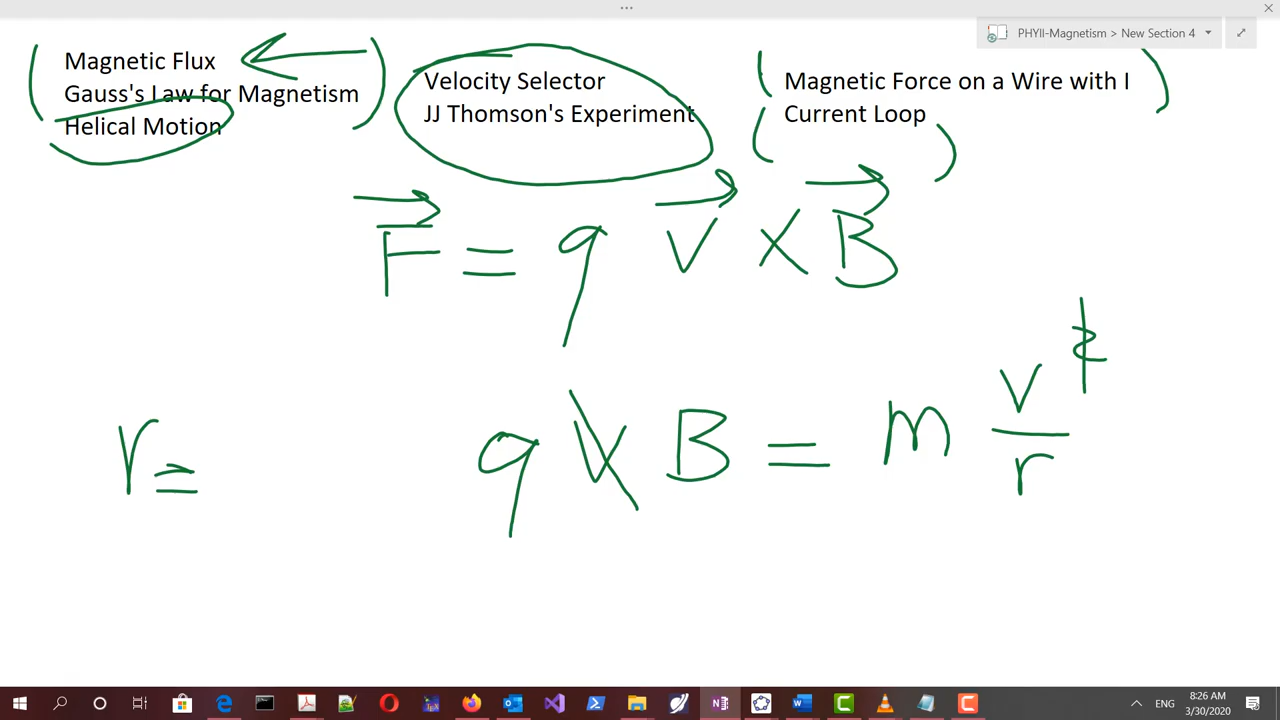 PHYII-Magnetism > New Section 4
Magnetic Flux
Gauss's Law for Magnetism
Helical Motion
Velocity Selector
JJ Thomson's Experiment
Magnetic Force on a Wire with I
Current Loop
F = q v X B
q v B = m v² / r
r =
ENG
8:26 AM
3/30/2020